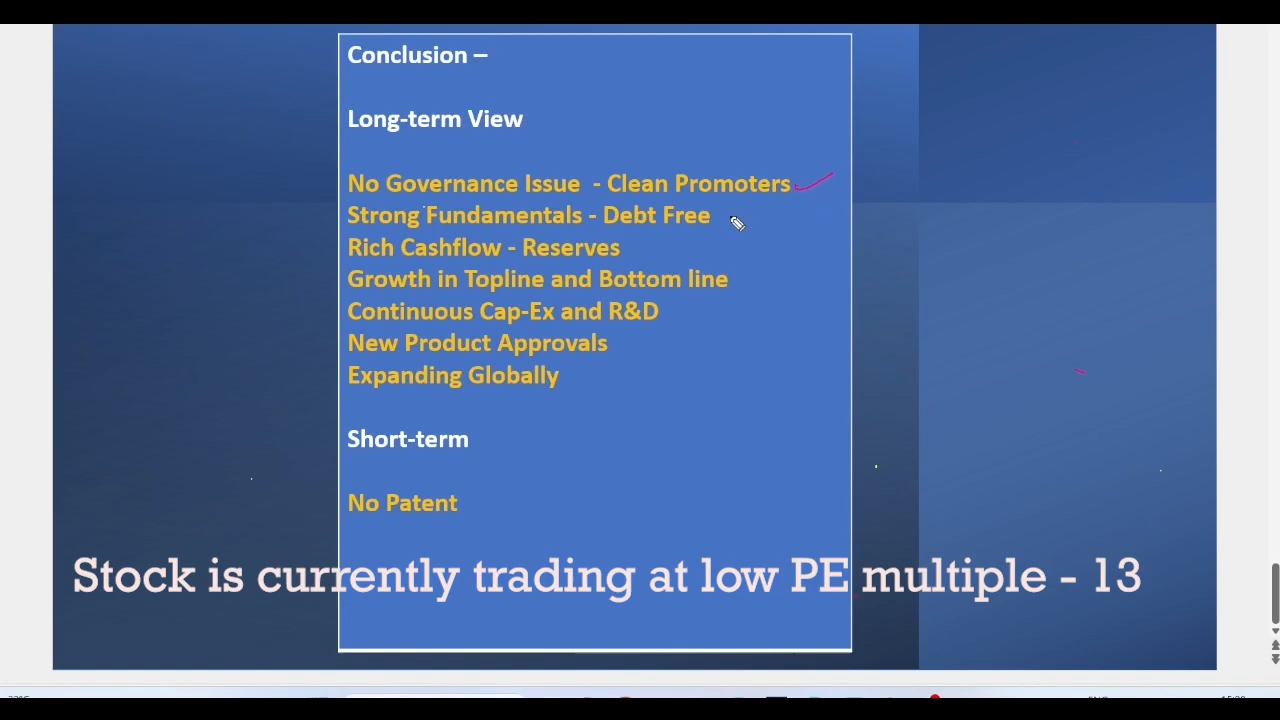 Conclusion –
Long-term View
No Governance Issue - Clean Promoters
Strong Fundamentals - Debt Free
Rich Cashflow - Reserves
Growth in Topline and Bottom line
Continuous Cap-Ex and R&D
New Product Approvals
Expanding Globally
Short-term
No Patent
Stock is currently trading at low PE multiple - 13